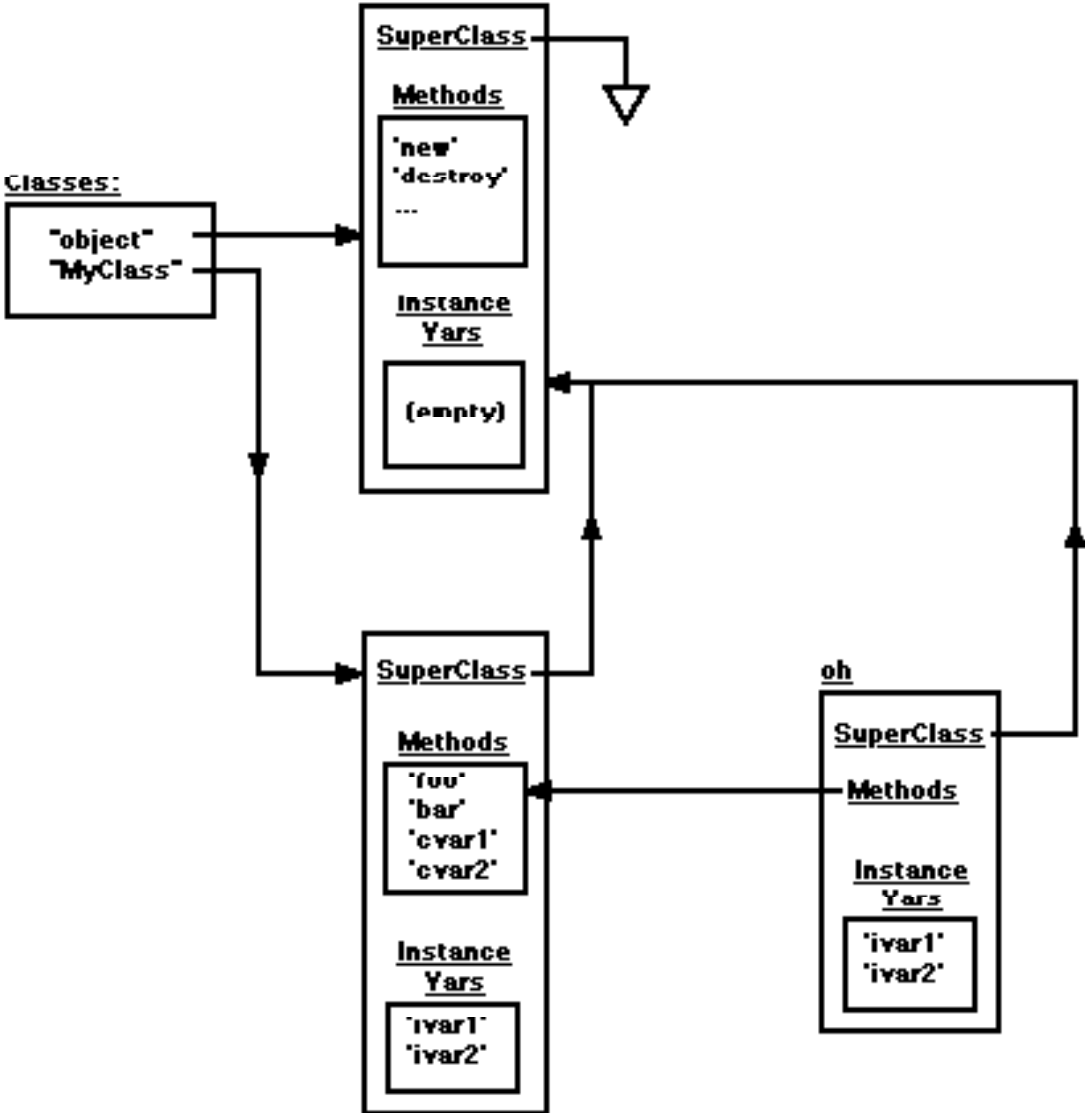 SuperClass
Methods
"new"
"destroy"
...
Instance
Vars
(empty)
Classes:
"object"
"MyClass"
SuperClass
Methods
"foo"
"bar"
"cvar1"
"cvar2"
Instance
Vars
"ivar1"
"ivar2"
oh
SuperClass
Methods
Instance
Vars
"ivar1"
"ivar2"